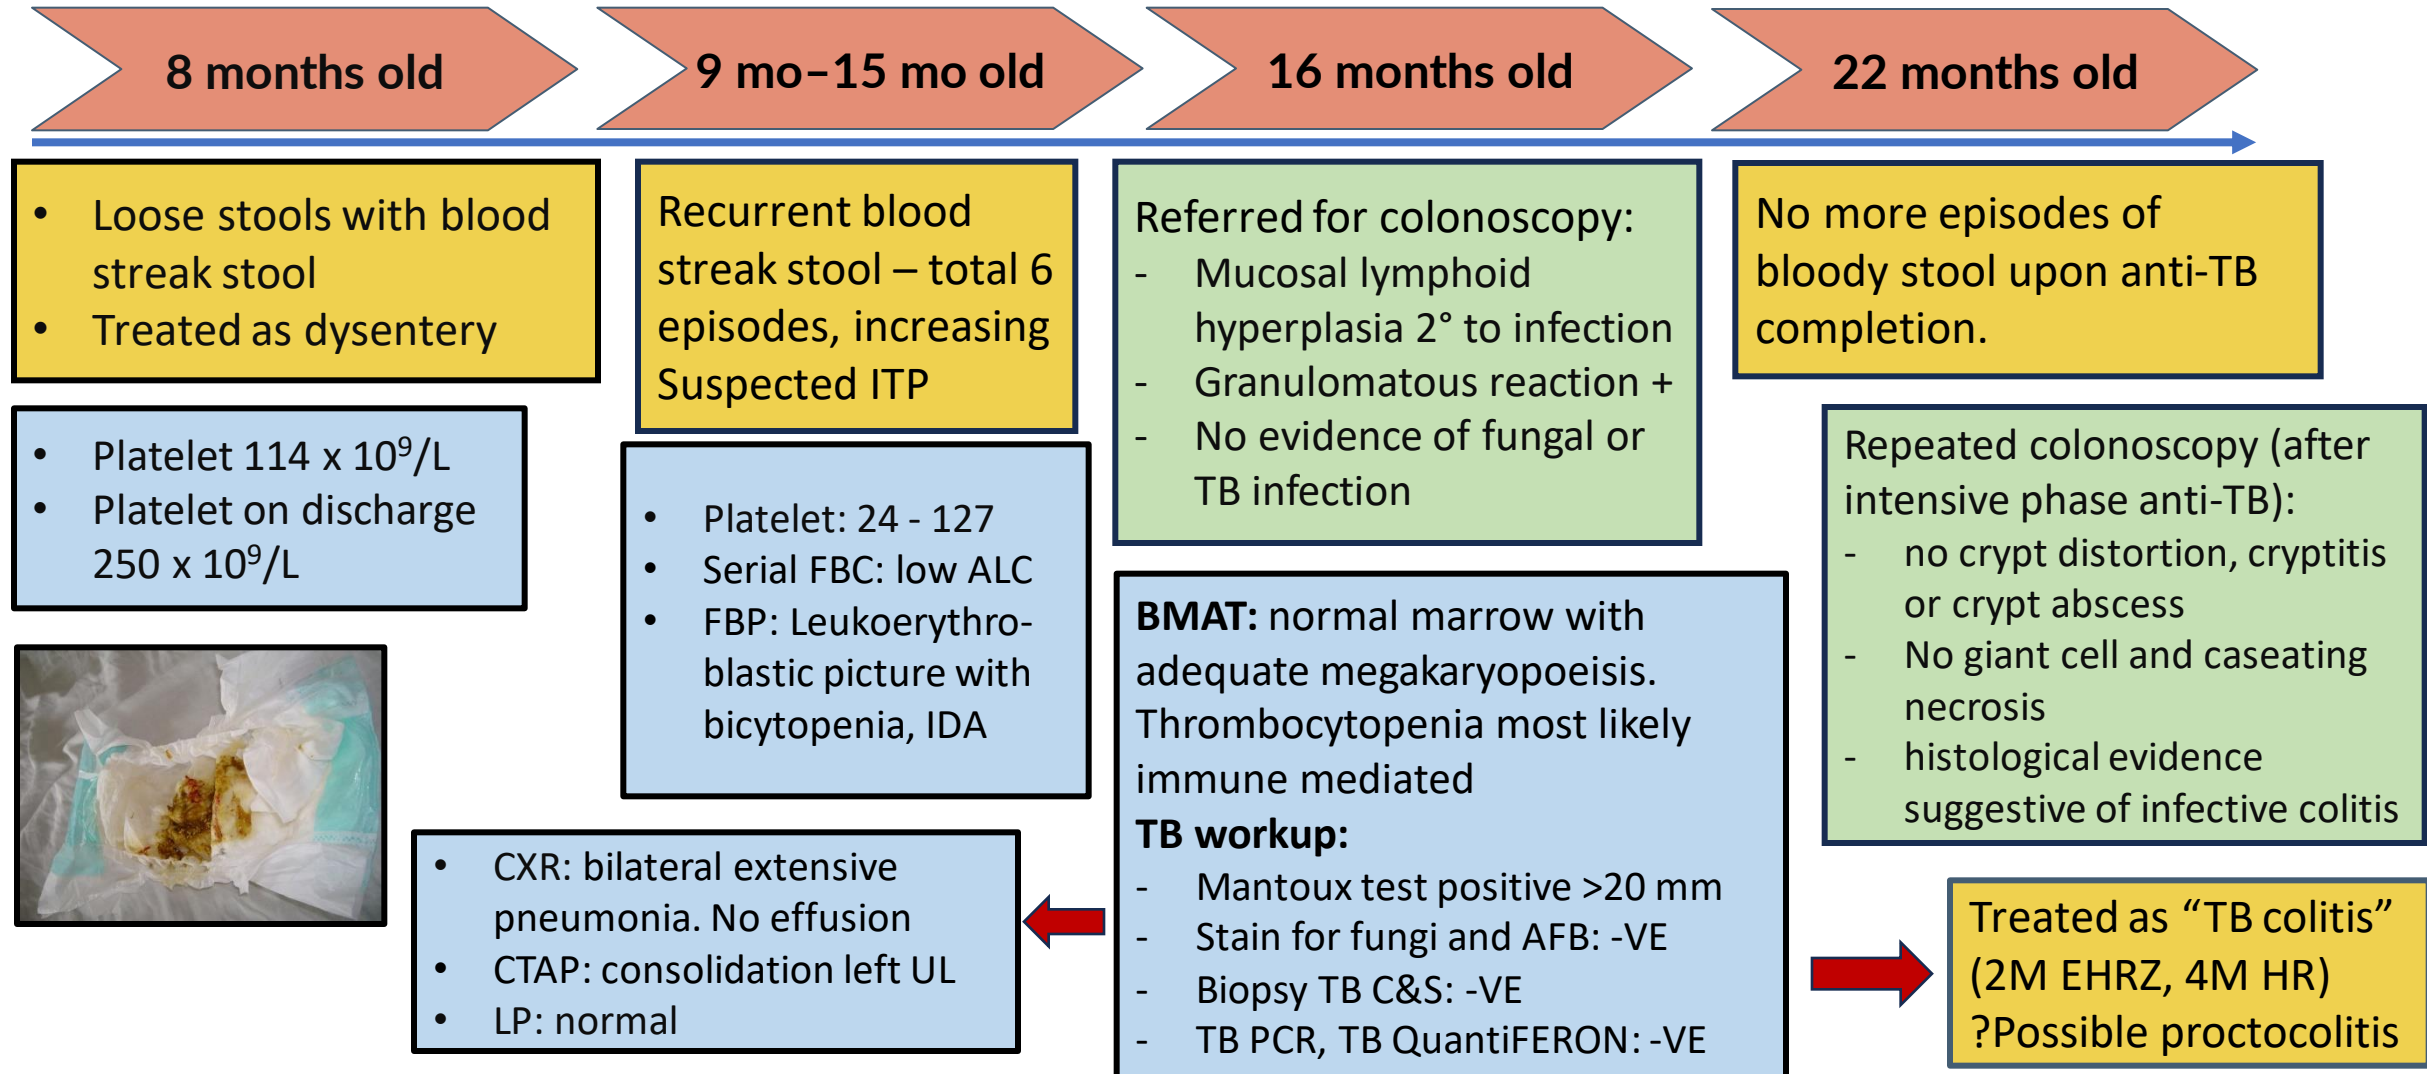 8 months old
9 mo–15 mo old
16 months old
22 months old
• Loose stools with blood
streak stool
• Treated as dysentery
• Platelet 114 x 10⁹/L
• Platelet on discharge
250 x 10⁹/L
Recurrent blood
streak stool – total 6
episodes, increasing
Suspected ITP
• Platelet: 24 - 127
• Serial FBC: low ALC
• FBP: Leukoerythro-
blastic picture with
bicytopenia, IDA
• CXR: bilateral extensive
pneumonia. No effusion
• CTAP: consolidation left UL
• LP: normal
Referred for colonoscopy:
- Mucosal lymphoid
hyperplasia 2° to infection
- Granulomatous reaction +
- No evidence of fungal or
TB infection
BMAT: normal marrow with
adequate megakaryopoeisis.
Thrombocytopenia most likely
immune mediated
TB workup:
- Mantoux test positive >20 mm
- Stain for fungi and AFB: -VE
- Biopsy TB C&S: -VE
- TB PCR, TB QuantiFERON: -VE
No more episodes of
bloody stool upon anti-TB
completion.
Repeated colonoscopy (after
intensive phase anti-TB):
- no crypt distortion, cryptitis
or crypt abscess
- No giant cell and caseating
necrosis
- histological evidence
suggestive of infective colitis
Treated as “TB colitis”
(2M EHRZ, 4M HR)
?Possible proctocolitis